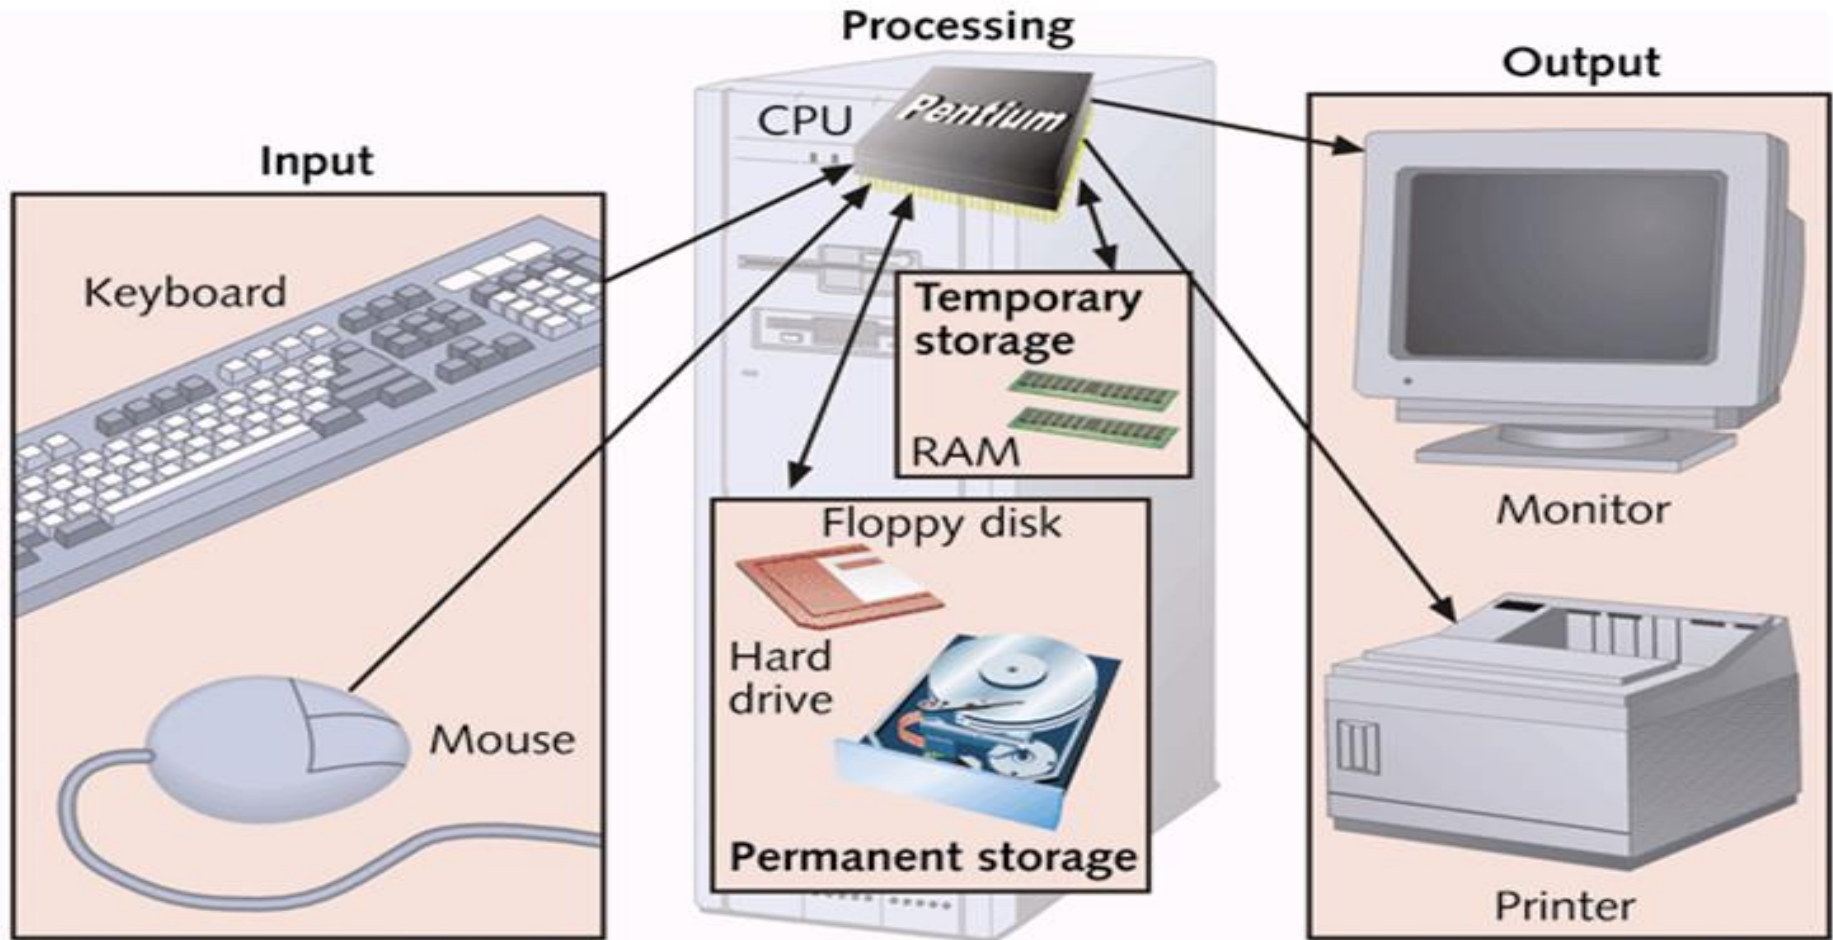 Processing
Output
Input
CPU
Pentium
Keyboard
Temporary
storage
RAM
Monitor
Floppy disk
Hard
drive
Mouse
Permanent storage
Printer